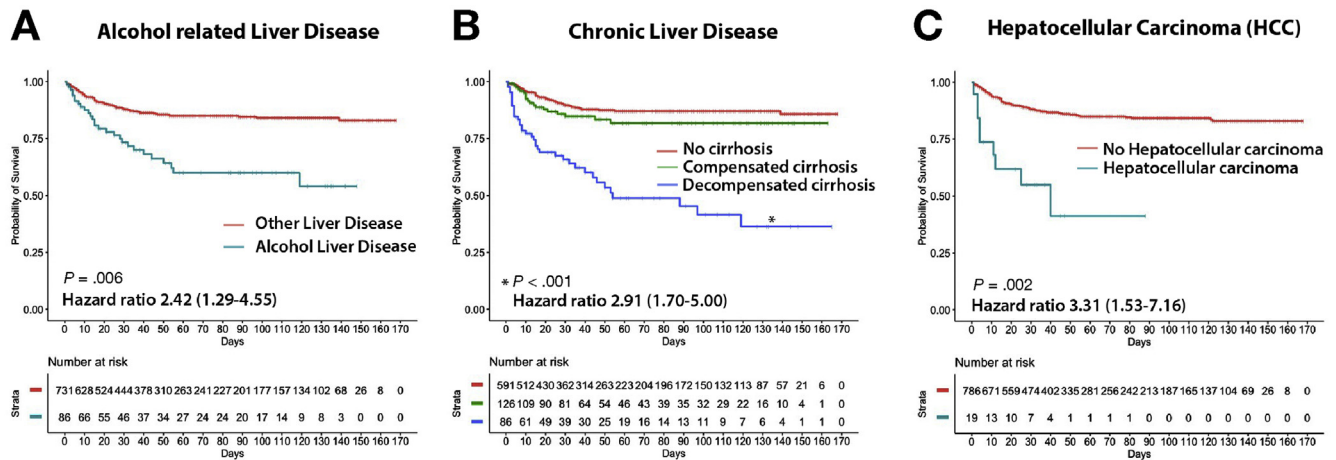 A Alcohol related Liver Disease
Probability of Survival
1.00
0.75
0.50
0.25
0.00
Other Liver Disease
Alcohol Liver Disease
P = .006
Hazard ratio 2.42 (1.29-4.55)
0 10 20 30 40 50 60 70 80 90 100 110 120 130 140 150 160 170
Days
Number at risk
Strata
731 628 524 444 378 310 263 241 227 201 177 157 134 102 68 26 8 0
86 66 55 46 37 34 27 24 24 20 17 14 9 8 3 0 0 0
0 10 20 30 40 50 60 70 80 90 100 110 120 130 140 150 160 170
Days
B Chronic Liver Disease
Probability of Survival
1.00
0.75
0.50
0.25
0.00
No cirrhosis
Compensated cirrhosis
Decompensated cirrhosis
*
* P < .001
Hazard ratio 2.91 (1.70-5.00)
0 10 20 30 40 50 60 70 80 90 100 110 120 130 140 150 160 170
Days
Number at risk
Strata
591 512 430 362 314 263 223 204 196 172 150 132 113 87 57 21 6 0
126 109 90 81 64 54 46 43 39 35 32 29 22 16 10 4 1 0
86 61 49 39 30 25 19 16 14 13 11 9 7 6 4 1 1 0
0 10 20 30 40 50 60 70 80 90 100 110 120 130 140 150 160 170
Days
C Hepatocellular Carcinoma (HCC)
Probability of Survival
1.00
0.75
0.50
0.25
0.00
No Hepatocellular carcinoma
Hepatocellular carcinoma
P = .002
Hazard ratio 3.31 (1.53-7.16)
0 10 20 30 40 50 60 70 80 90 100 110 120 130 140 150 160 170
Days
Number at risk
Strata
786 671 559 474 402 335 281 256 242 213 187 165 137 104 69 26 8 0
19 13 10 7 4 1 1 1 1 0 0 0 0 0 0 0 0 0
0 10 20 30 40 50 60 70 80 90 100 110 120 130 140 150 160 170
Days